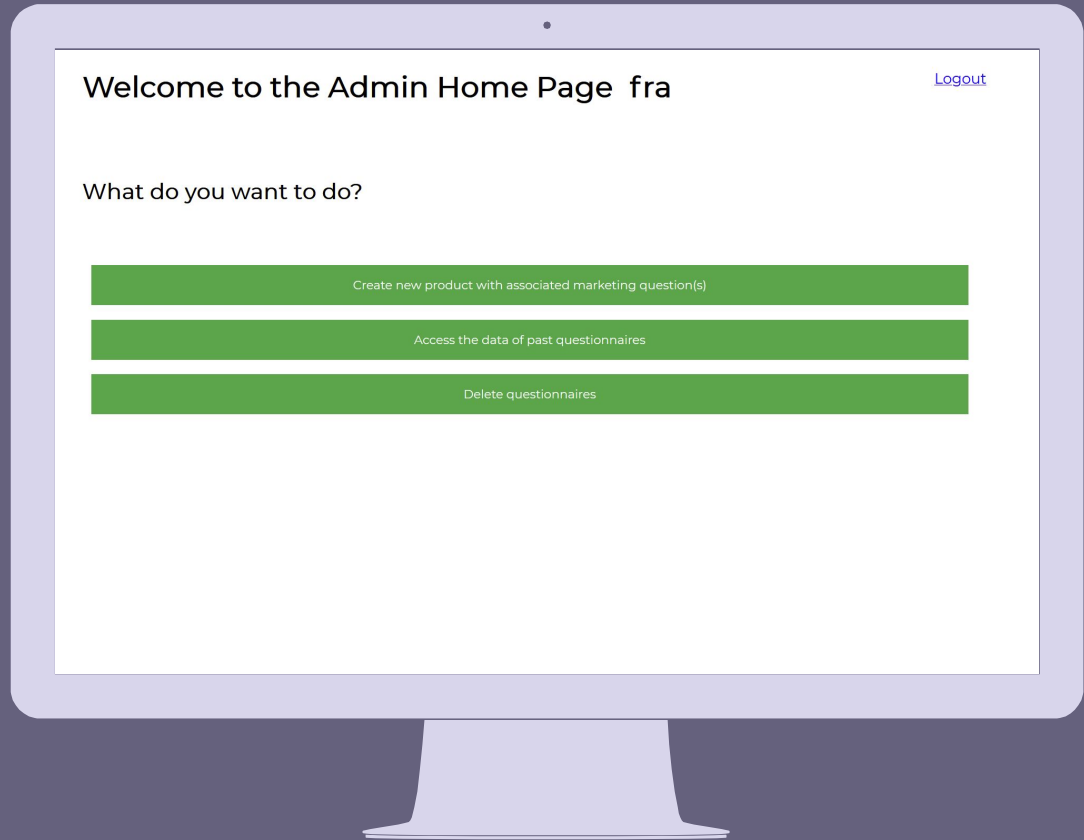 Welcome to the Admin Home Page  fra
Logout
What do you want to do?
Create new product with associated marketing question(s)
Access the data of past questionnaires
Delete questionnaires